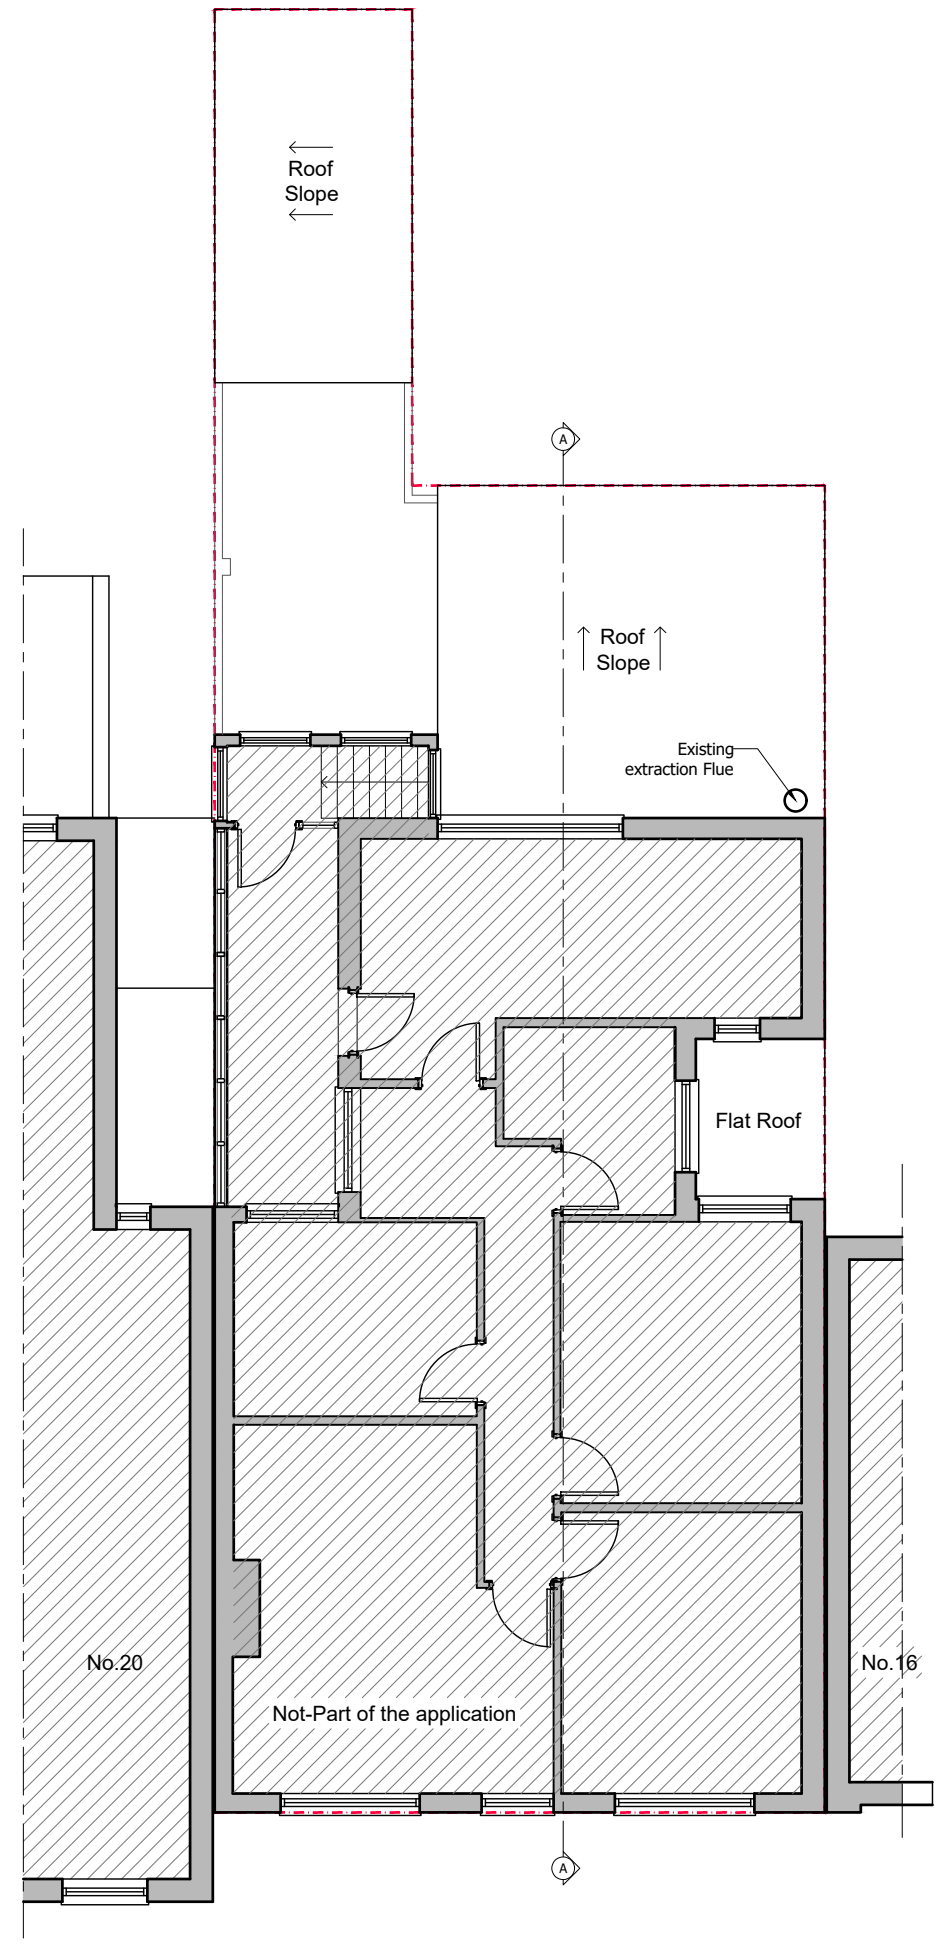 Roof
Slope
A
Roof
Slope
Existing
extraction Flue
Flat Roof
No.20
No.16
Not-Part of the application
A